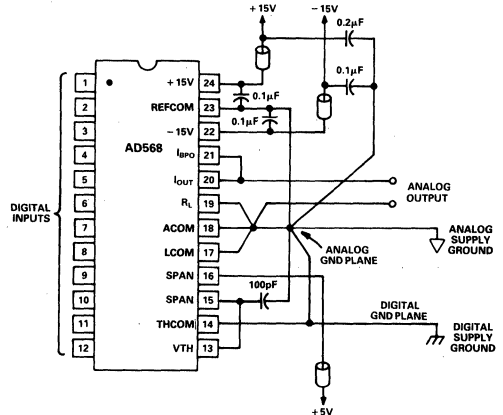 +15V
-15V
0.2µF
0.1µF
1
+15V
24
0.1µF
2
REFCOM
23
0.1µF
3
-15V
22
AD568
4
IBPO
21
5
IOUT
20
ANALOG
OUTPUT
DIGITAL
INPUTS
6
RL
19
7
ACOM
18
ANALOG
GND PLANE
ANALOG
SUPPLY
GROUND
8
LCOM
17
9
SPAN
16
100pF
10
SPAN
15
DIGITAL
GND PLANE
11
THCOM
14
DIGITAL
SUPPLY
GROUND
12
VTH
13
+5V